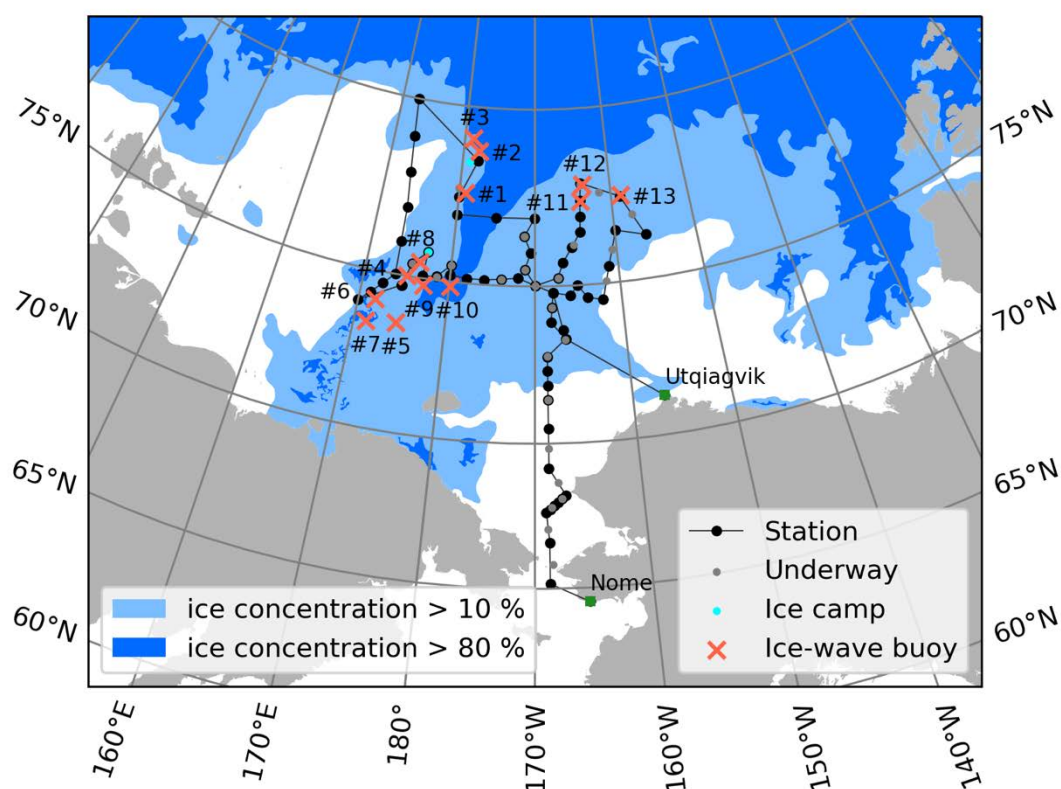 75°N
70°N
65°N
60°N
75°N
70°N
65°N
60°N
#3
#2
#1
#12
#13
#11
#8
#4
#6
#9
#10
#7
#5
Utqiagvik
Nome
Station
Underway
Ice camp
Ice-wave buoy
ice concentration > 10 %
ice concentration > 80 %
160°E
170°E
180°
170°W
160°W
150°W
140°W